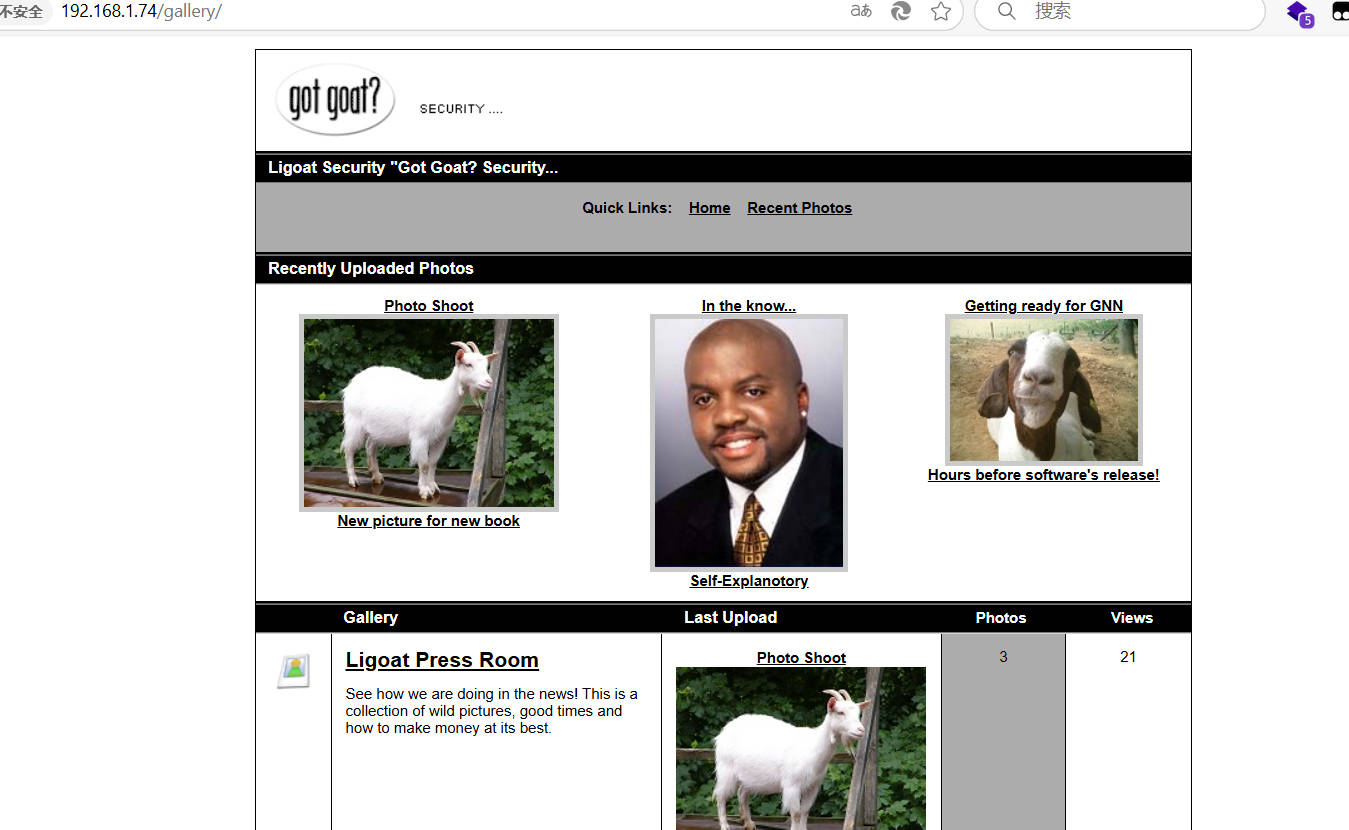 不安全 192.168.1.74/gallery/ aあ 搜索 5
got goat?
SECURITY ....
Ligoat Security "Got Goat? Security...
Quick Links: Home Recent Photos
Recently Uploaded Photos
Photo Shoot In the know... Getting ready for GNN
Hours before software's release!
New picture for new book
Self-Explanotory
Gallery Last Upload Photos Views
Ligoat Press Room Photo Shoot 3 21
See how we are doing in the news! This is a
collection of wild pictures, good times and
how to make money at its best.